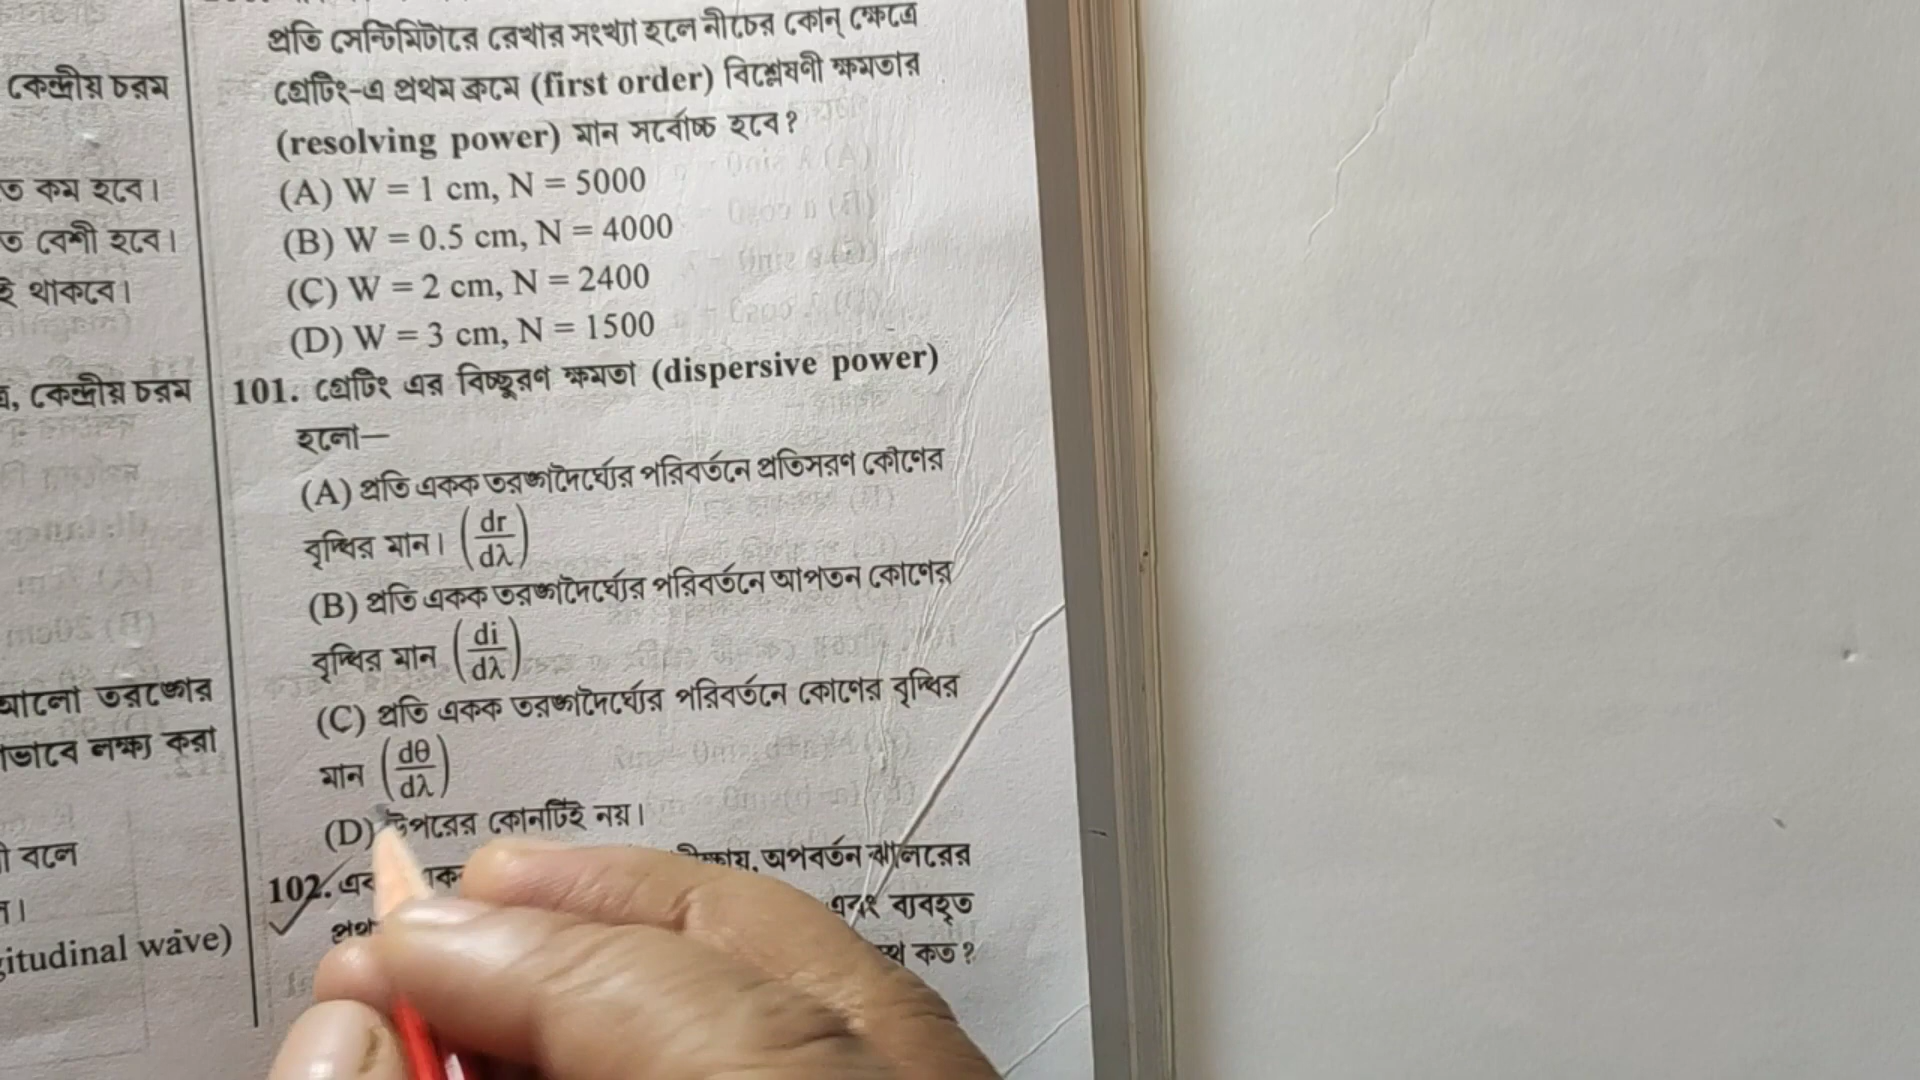 কেন্দ্রীয় চরম
ত কম হবে।
ত বেশী হবে।
ই থাকবে।
, কেন্দ্রীয় চরম
আলো তরঙ্গের
ভাবে লক্ষ্য করা
বলে
itudinal wave)
প্রতি সেন্টিমিটারে রেখার সংখ্যা হলে নীচের কোন্ ক্ষেত্রে
গ্রেটিং-এ প্রথম ক্রমে (first order) বিশ্লেষণী ক্ষমতার
(resolving power) মান সর্বোচ্চ হবে?
(A) W = 1 cm, N = 5000
(B) W = 0.5 cm, N = 4000
(C) W = 2 cm, N = 2400
(D) W = 3 cm, N = 1500
101. গ্রেটিং এর বিচ্ছুরণ ক্ষমতা (dispersive power)
হলো—
(A) প্রতি একক তরঙ্গদৈর্ঘ্যের পরিবর্তনে প্রতিসরণ কোণের
বৃদ্ধির মান। (dr/dλ)
(B) প্রতি একক তরঙ্গদৈর্ঘ্যের পরিবর্তনে আপতন কোণের
বৃদ্ধির মান (di/dλ)
(C) প্রতি একক তরঙ্গদৈর্ঘ্যের পরিবর্তনে কোণের বৃদ্ধির
মান (dθ/dλ)
(D) উপরের কোনটিই নয়।
102. অপবর্তন ঝালরের
এবং ব্যবহৃত
কত?